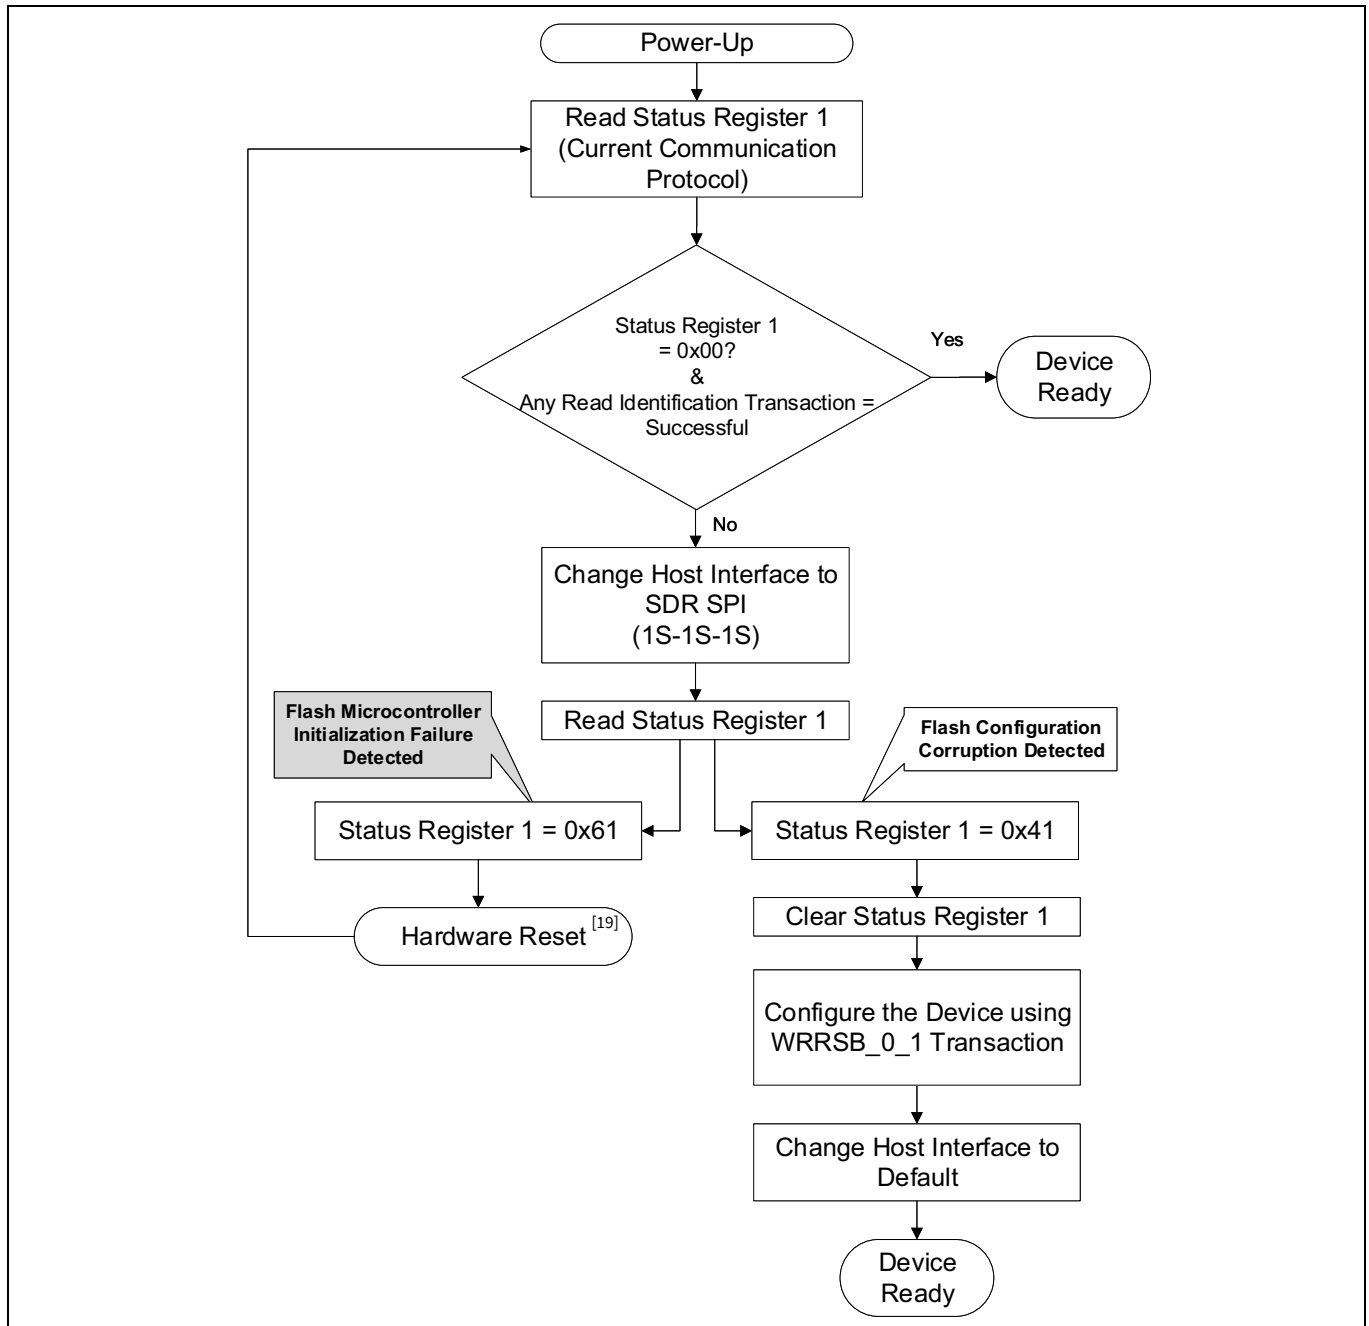 Power-Up
Read Status Register 1
(Current Communication
Protocol)
Status Register 1
= 0x00?
&
Any Read Identification Transaction =
Successful
Yes
Device
Ready
No
Change Host Interface to
SDR SPI
(1S-1S-1S)
Read Status Register 1
Flash Microcontroller
Initialization Failure
Detected
Flash Configuration
Corruption Detected
Status Register 1 = 0x61
Status Register 1 = 0x41
Hardware Reset [19]
Clear Status Register 1
Configure the Device using
WRRSB_0_1 Transaction
Change Host Interface to
Default
Device
Ready